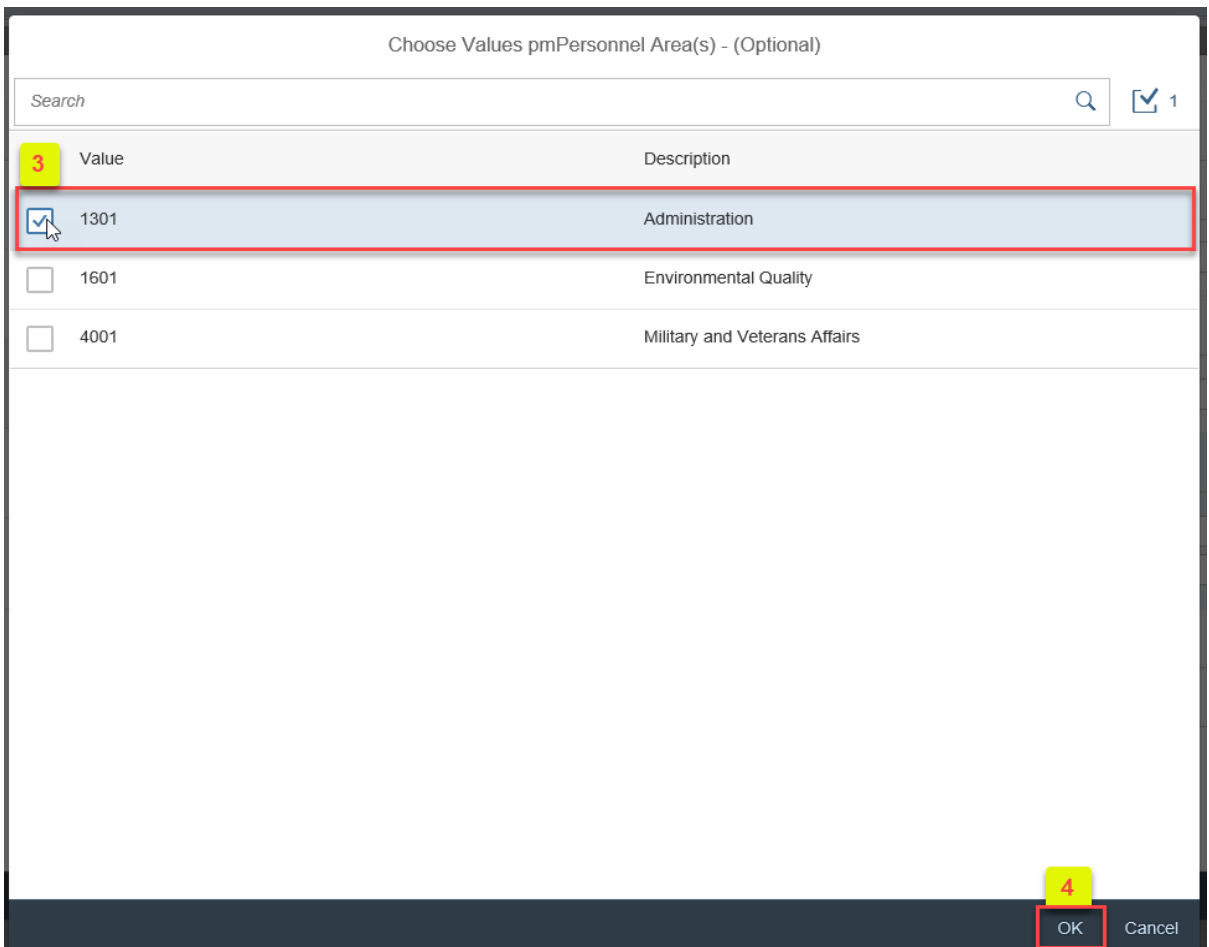 Choose Values pmPersonnel Area(s) - (Optional)
Search 1
3 Value Description
1301 Administration
1601 Environmental Quality
4001 Military and Veterans Affairs
4
OK Cancel